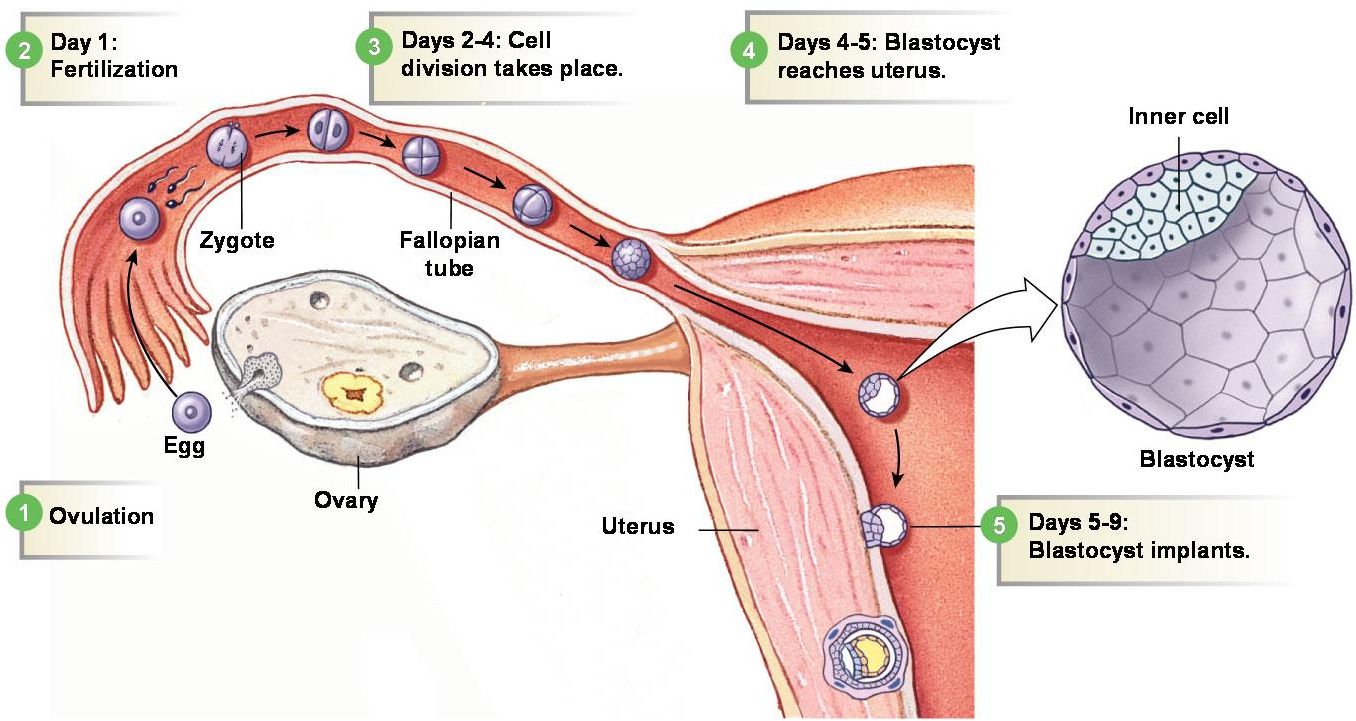 2
Day 1:
Fertilization
3
Days 2-4: Cell
division takes place.
4
Days 4-5: Blastocyst
reaches uterus.
Inner cell
Zygote
Fallopian
tube
Egg
Ovary
Blastocyst
1
Ovulation
Uterus
5
Days 5-9:
Blastocyst implants.